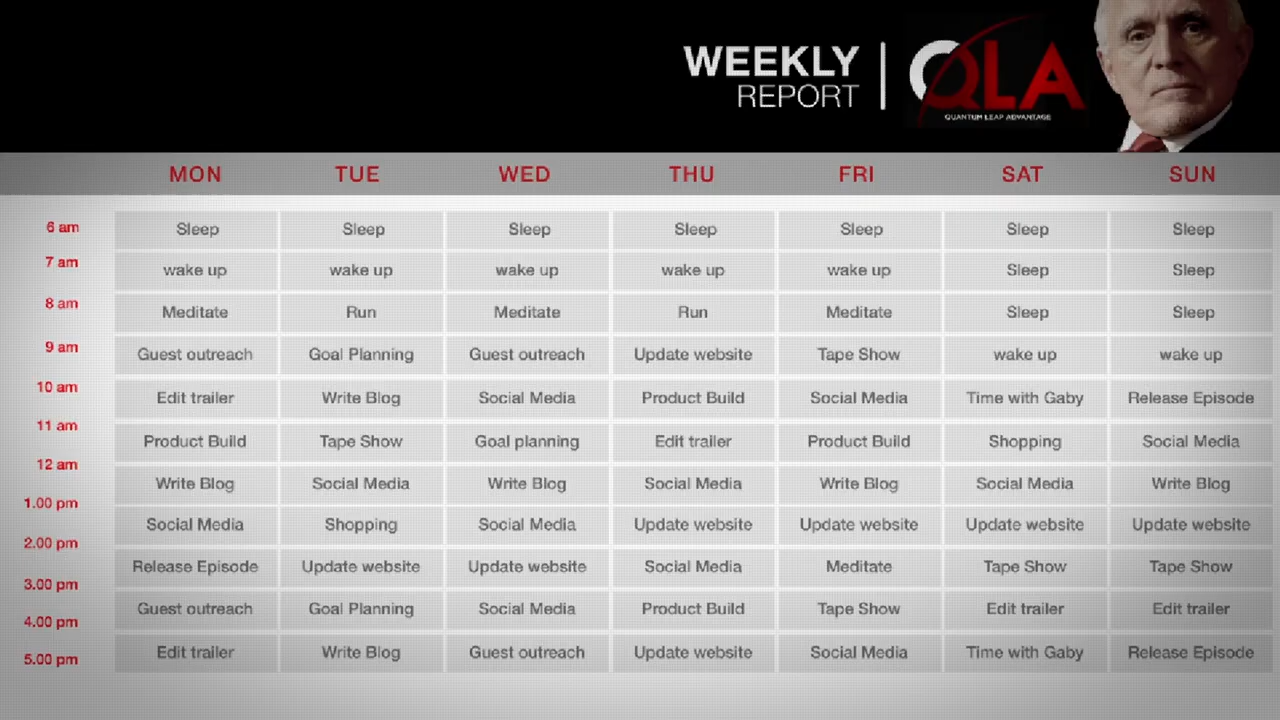 WEEKLY
REPORT
QLA
QUANTUM LEAP ADVANTAGE
MON TUE WED THU FRI SAT SUN
6 am Sleep Sleep Sleep Sleep Sleep Sleep Sleep
7 am wake up wake up wake up wake up wake up Sleep Sleep
8 am Meditate Run Meditate Run Meditate Sleep Sleep
9 am Guest outreach Goal Planning Guest outreach Update website Tape Show wake up wake up
10 am Edit trailer Write Blog Social Media Product Build Social Media Time with Gaby Release Episode
11 am Product Build Tape Show Goal planning Edit trailer Product Build Shopping Social Media
12 am Write Blog Social Media Write Blog Social Media Write Blog Social Media Write Blog
1.00 pm Social Media Shopping Social Media Update website Update website Update website Update website
2.00 pm Release Episode Update website Update website Social Media Meditate Tape Show Tape Show
3.00 pm Guest outreach Goal Planning Social Media Product Build Tape Show Edit trailer Edit trailer
4.00 pm Edit trailer Write Blog Guest outreach Update website Social Media Time with Gaby Release Episode
5.00 pm